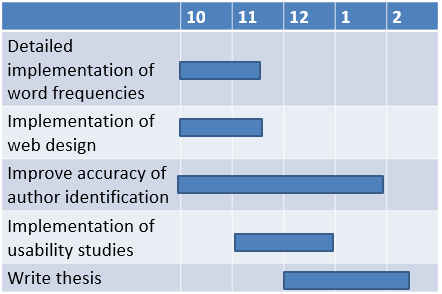 10 11 12 1 2
Detailed
implementation of
word frequencies
Implementation of
web design
Improve accuracy of
author identification
Implementation of
usability studies
Write thesis